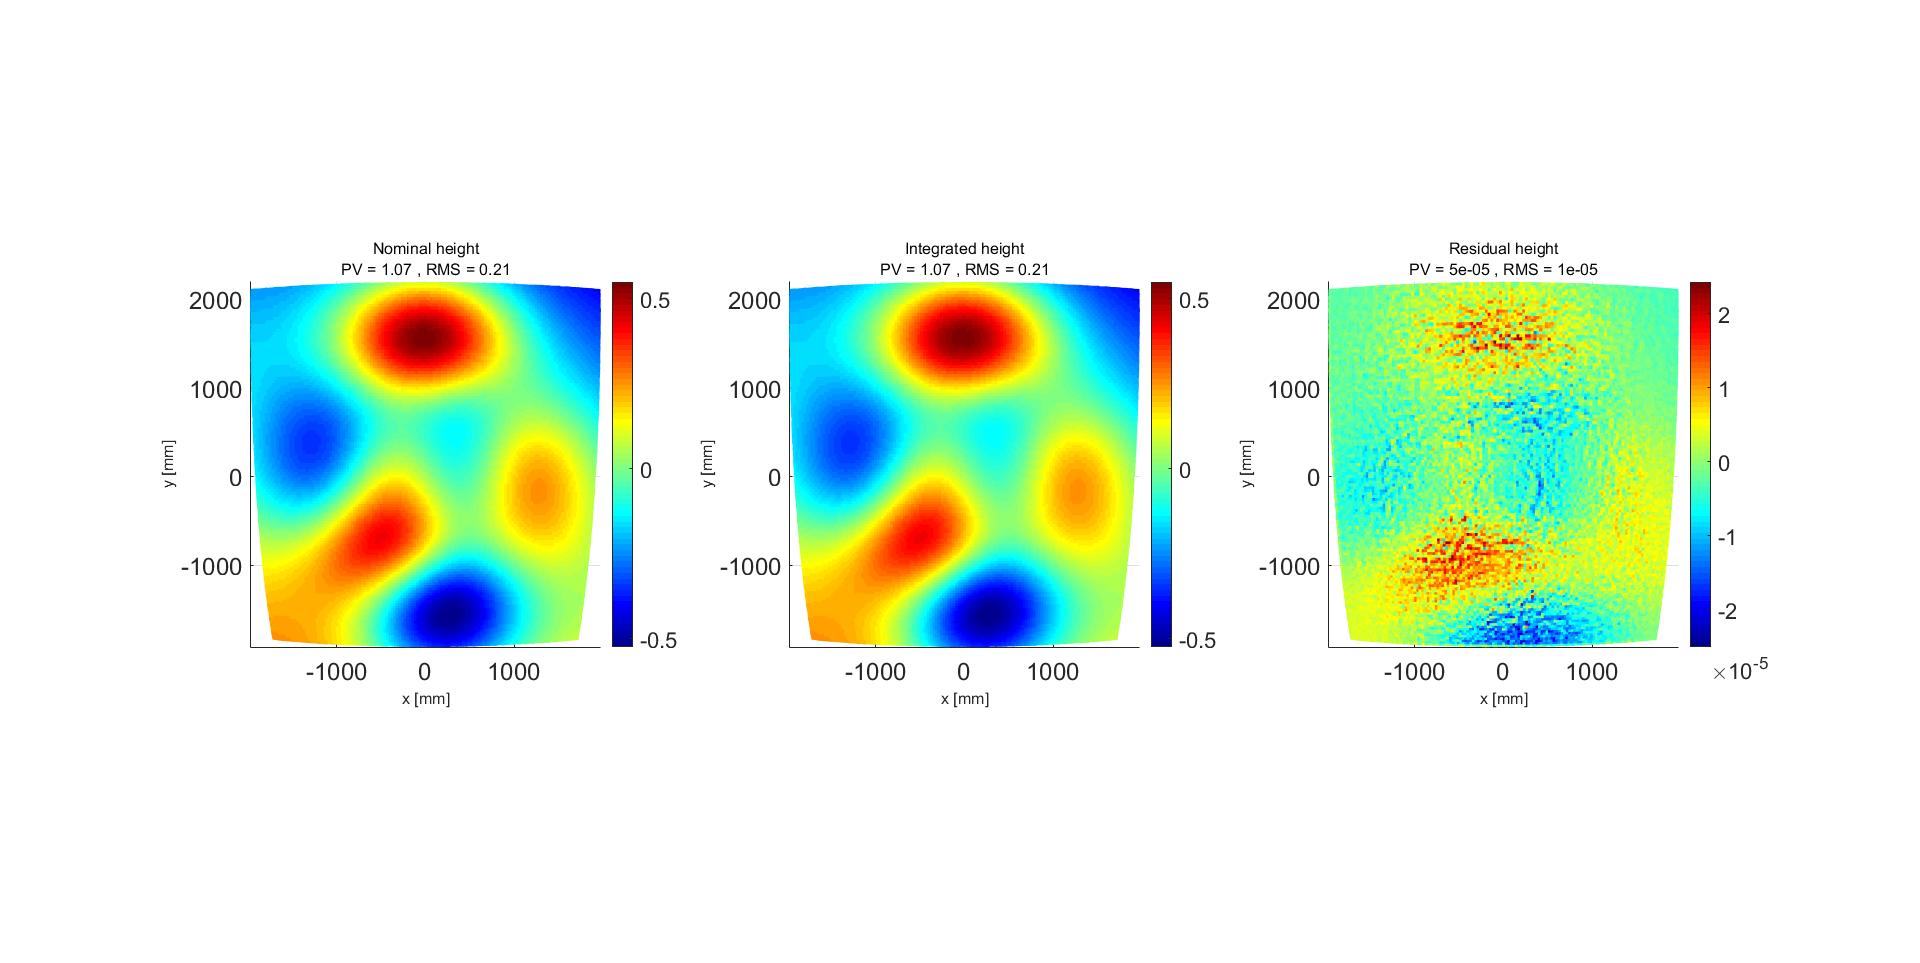 Nominal height
PV = 1.07 , RMS = 0.21
2000
1000
0
-1000
y [mm]
-1000 0 1000
x [mm]
0.5
0
-0.5
Integrated height
PV = 1.07 , RMS = 0.21
2000
1000
0
-1000
y [mm]
-1000 0 1000
x [mm]
0.5
0
-0.5
Residual height
PV = 5e-05 , RMS = 1e-05
2000
1000
0
-1000
y [mm]
-1000 0 1000
x [mm]
2
1
0
-1
-2
×10-5